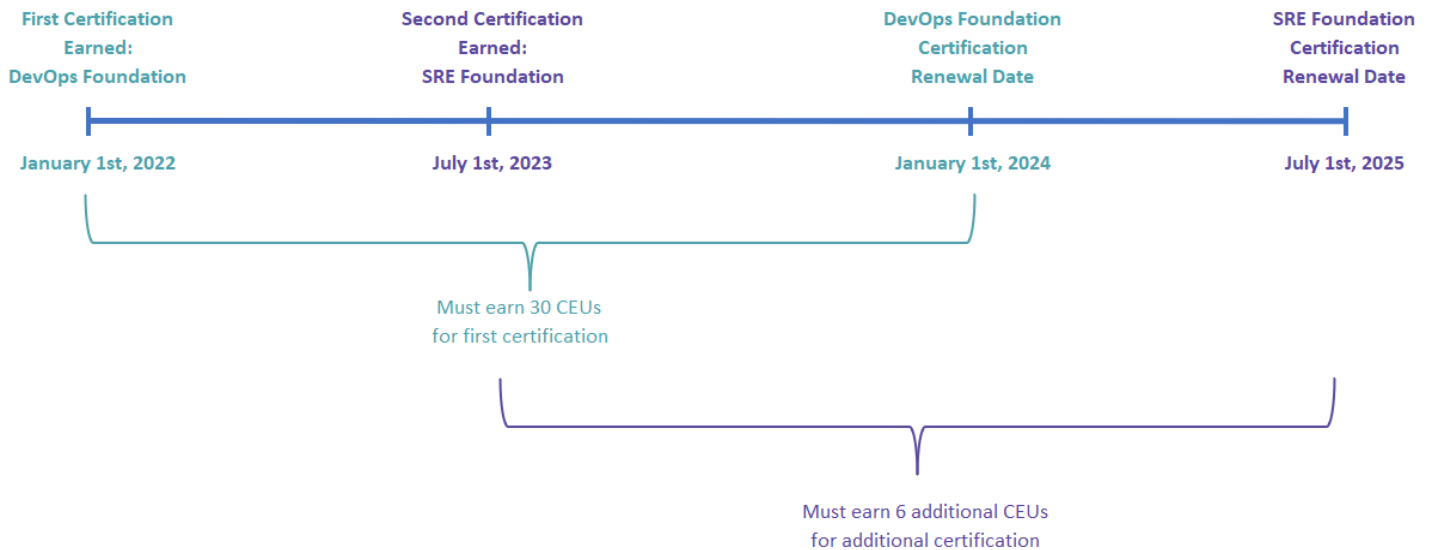 First Certification
Earned:
DevOps Foundation
Second Certification
Earned:
SRE Foundation
DevOps Foundation
Certification
Renewal Date
SRE Foundation
Certification
Renewal Date
January 1st, 2022
July 1st, 2023
January 1st, 2024
July 1st, 2025
Must earn 30 CEUs
for first certification
Must earn 6 additional CEUs
for additional certification